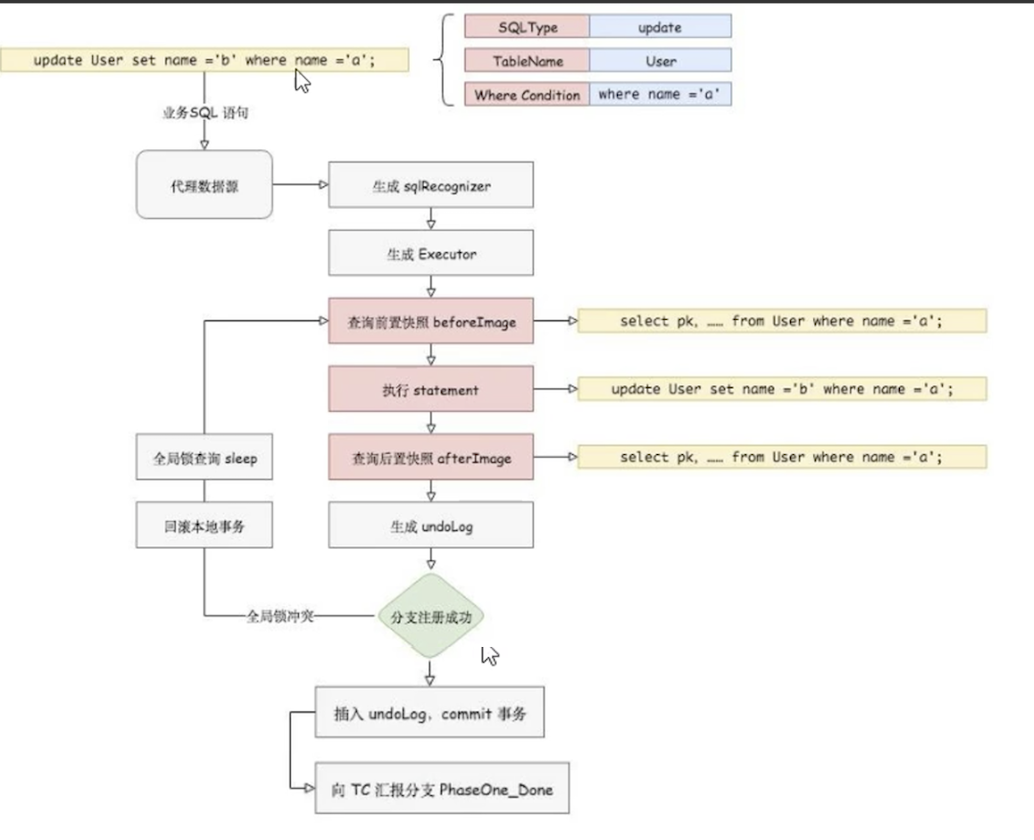 SQLType
update
update User set name ='b' where name ='a';
TableName
User
Where Condition
where name ='a'
业务SQL 语句
代理数据源
生成 sqlRecognizer
生成 Executor
查询前置快照 beforeImage
select pk, …… from User where name ='a';
执行 statement
update User set name ='b' where name ='a';
全局锁查询 sleep
查询后置快照 afterImage
select pk, …… from User where name ='a';
回滚本地事务
生成 undoLog
全局锁冲突
分支注册成功
插入 undoLog，commit 事务
向 TC 汇报分支 PhaseOne_Done